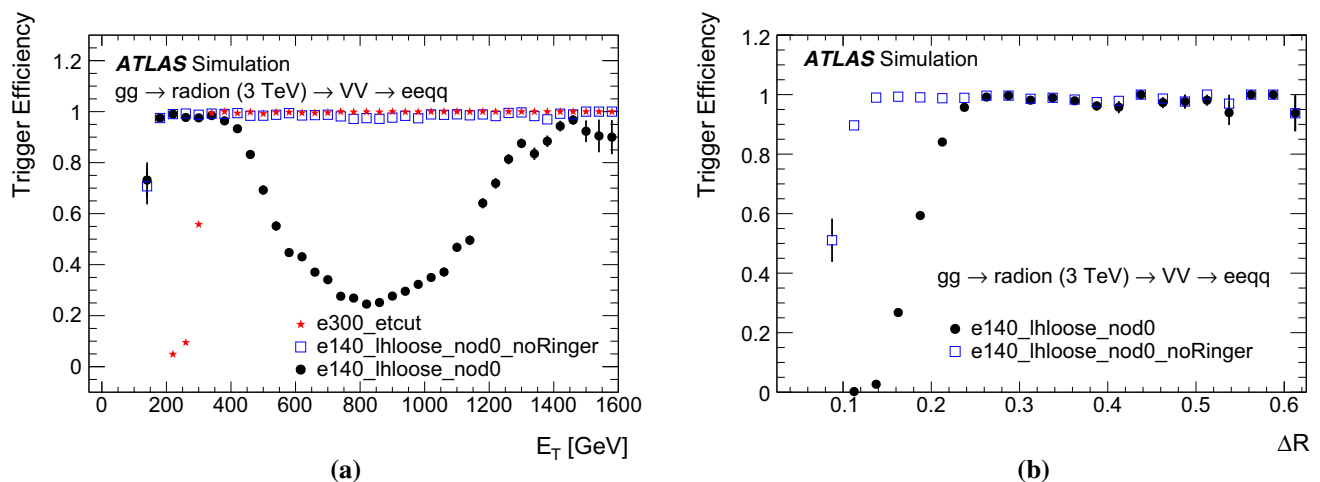 Trigger Efficiency
ATLAS Simulation
gg → radion (3 TeV) → VV → eeqq
1.2
1
0.8
0.6
0.4
0.2
0
e300_etcut
e140_lhloose_nod0_noRinger
e140_lhloose_nod0
0 200 400 600 800 1000 1200 1400 1600
E_T [GeV]
(a)
Trigger Efficiency
ATLAS Simulation
1.2
1
0.8
0.6
0.4
0.2
0
gg → radion (3 TeV) → VV → eeqq
e140_lhloose_nod0
e140_lhloose_nod0_noRinger
0.1 0.2 0.3 0.4 0.5 0.6
ΔR
(b)